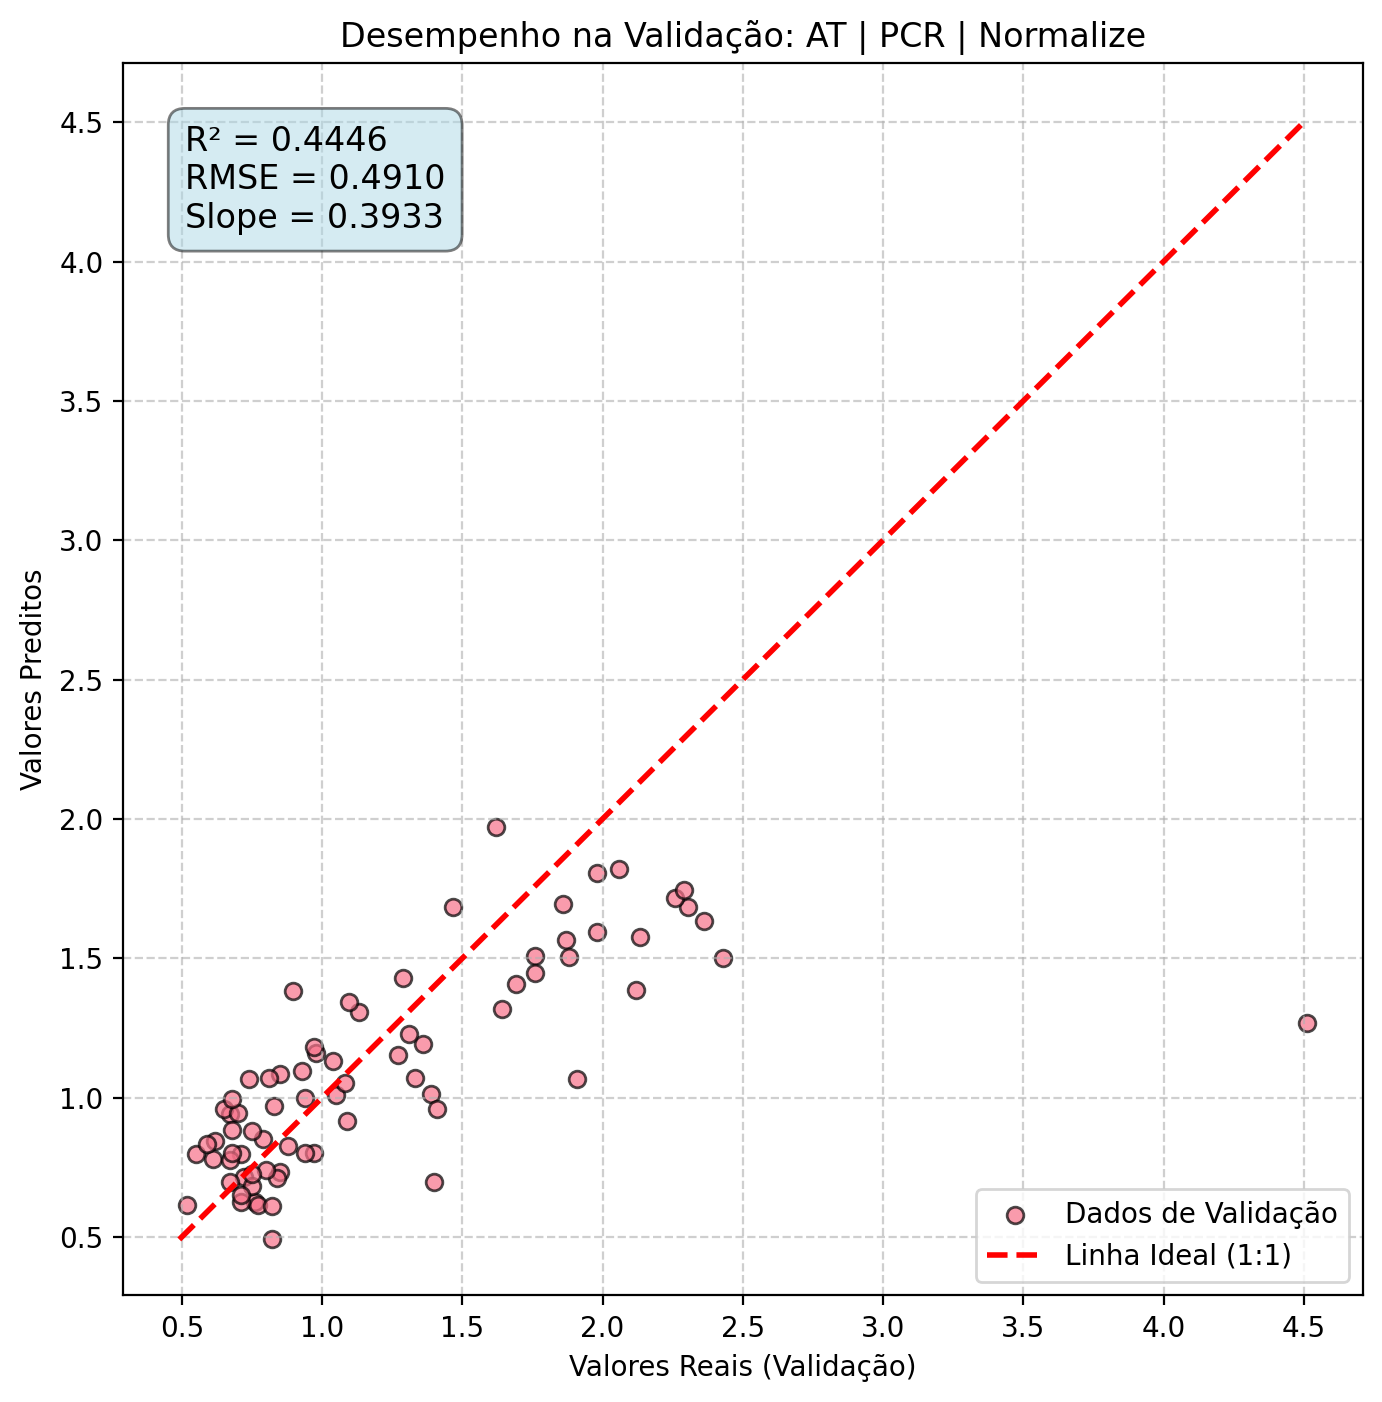 Desempenho na Validação: AT | PCR | Normalize
R² = 0.4446
RMSE = 0.4910
Slope = 0.3933
4.5
4.0
3.5
3.0
2.5
2.0
1.5
1.0
0.5
Valores Preditos
Dados de Validação
Linha Ideal (1:1)
0.5 1.0 1.5 2.0 2.5 3.0 3.5 4.0 4.5
Valores Reais (Validação)